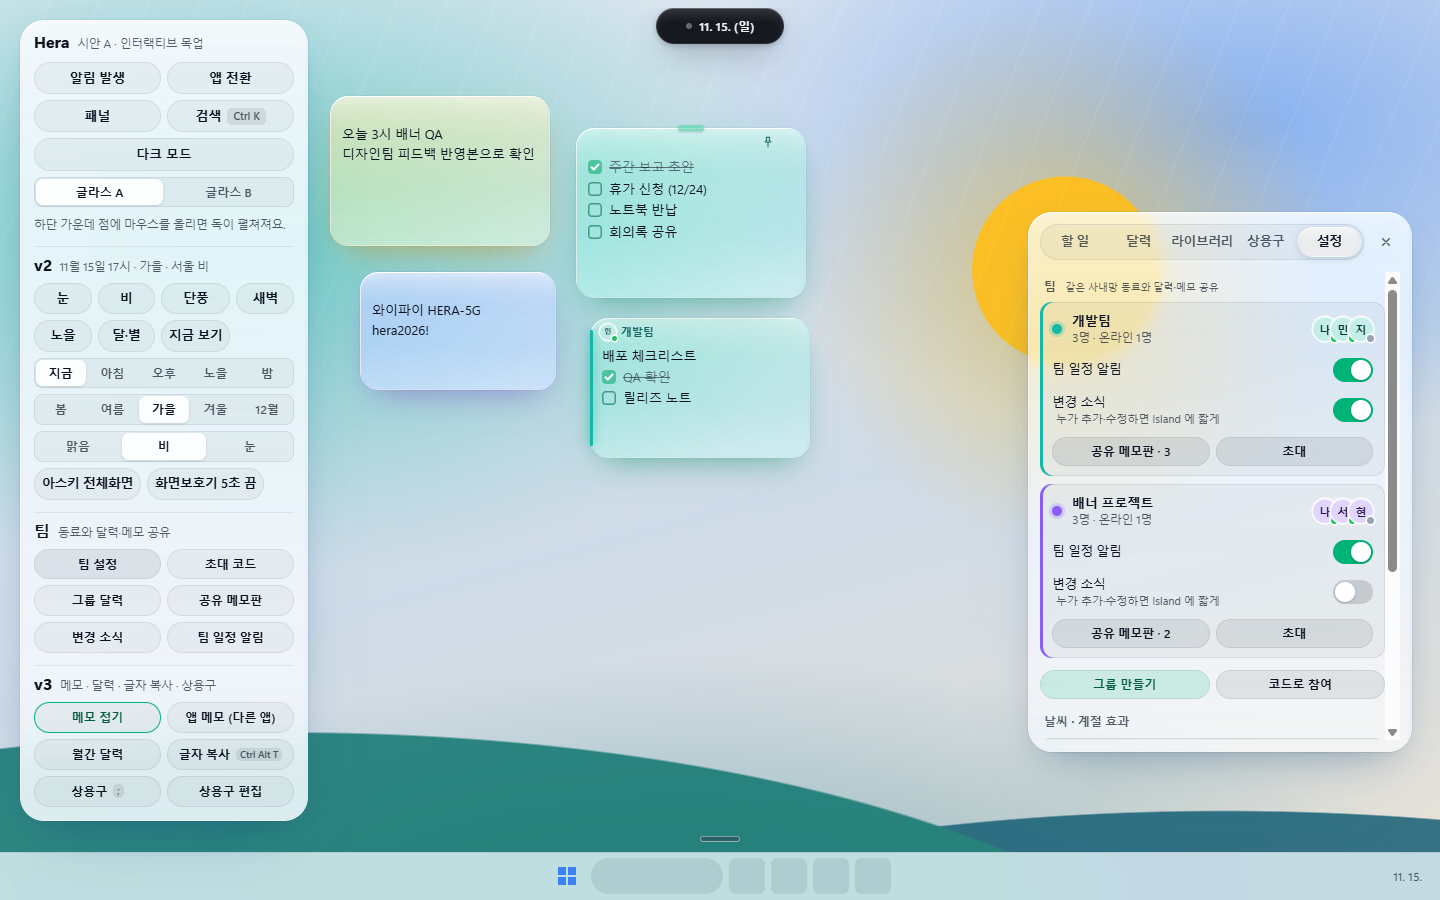 11. 15. (일)
Hera 시안 A · 인터랙티브 목업
알림 발생
앱 전환
패널
검색 Ctrl K
다크 모드
글라스 A
글라스 B
하단 가운데 점에 마우스를 올리면 독이 펼쳐져요.
v2 11월 15일 17시 · 가을 · 서울 비
눈
비
단풍
새벽
노을
달·별
지금 보기
지금
아침
오후
노을
밤
봄
여름
가을
겨울
12월
맑음
비
눈
아스키 전체화면
화면보호기 5초 끔
팀 동료와 달력·메모 공유
팀 설정
초대 코드
그룹 달력
공유 메모판
변경 소식
팀 일정 알림
v3 메모 · 달력 · 글자 복사 · 상용구
메모 접기
앱 메모 (다른 앱)
월간 달력
글자 복사 Ctrl Alt T
상용구 ;
상용구 편집
오늘 3시 배너 QA
디자인팀 피드백 반영본으로 확인
주간 보고 초안
휴가 신청 (12/24)
노트북 반납
회의록 공유
와이파이 HERA-5G
hera2026!
민 개발팀
배포 체크리스트
QA 확인
릴리즈 노트
할 일
달력
라이브러리
상용구
설정
팀 같은 사내망 동료와 달력·메모 공유
개발팀
3명 · 온라인 1명
나 민 지
팀 일정 알림
변경 소식
누가 추가·수정하면 Island 에 짧게
공유 메모판 · 3
초대
배너 프로젝트
3명 · 온라인 1명
나 서 현
팀 일정 알림
변경 소식
누가 추가·수정하면 Island 에 짧게
공유 메모판 · 2
초대
그룹 만들기
코드로 참여
날씨 · 계절 효과
11. 15.